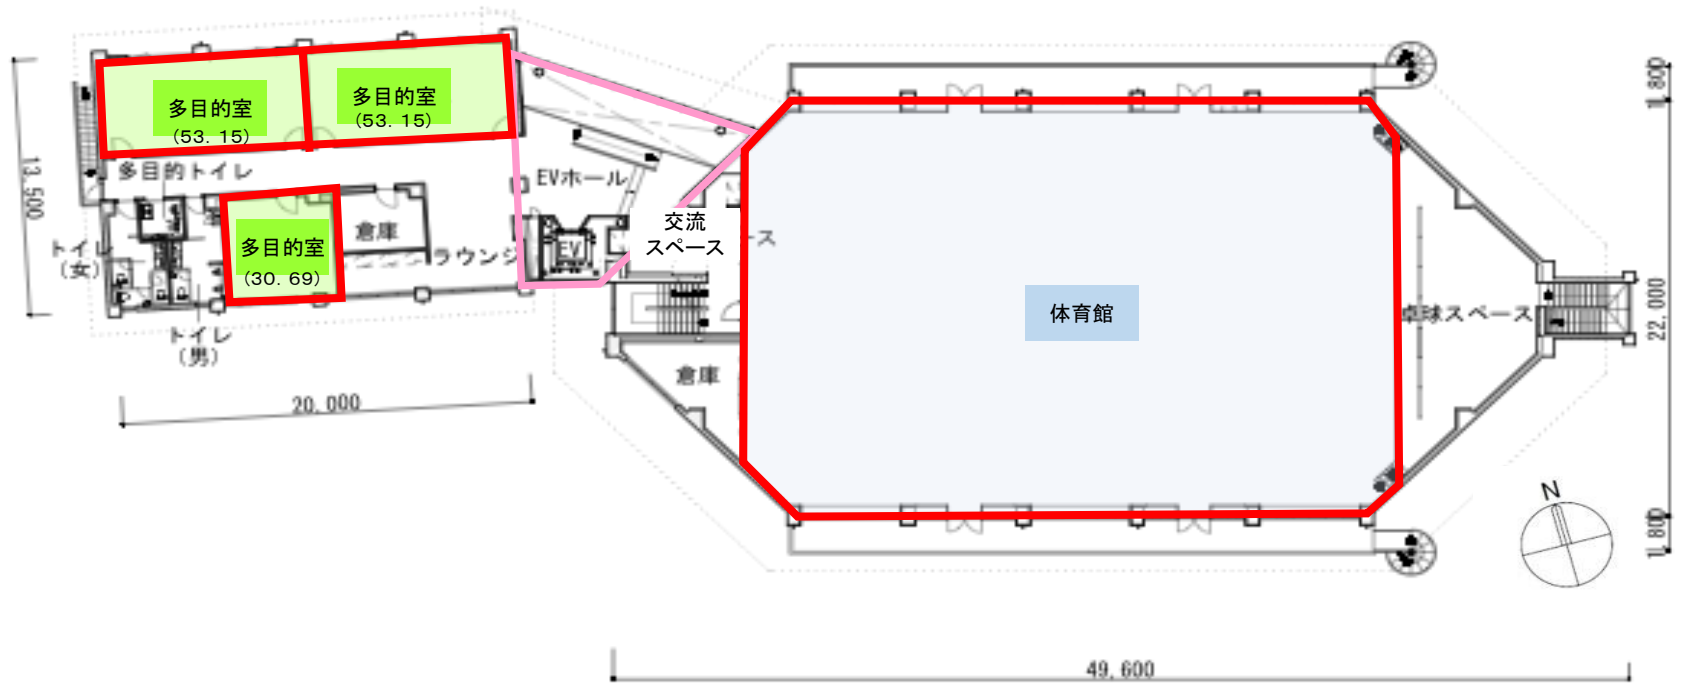 多目的室
(53.15)
多目的室
(53.15)
1,800
13,500
多目的トイレ
EVホール
多目的室
(30.69)
倉庫
ラウンジ
EV
交流
スペース
ース
トイレ
(女)
トイレ
(男)
体育館
卓球スペース
22,000
倉庫
20,000
N
1,800
49,600